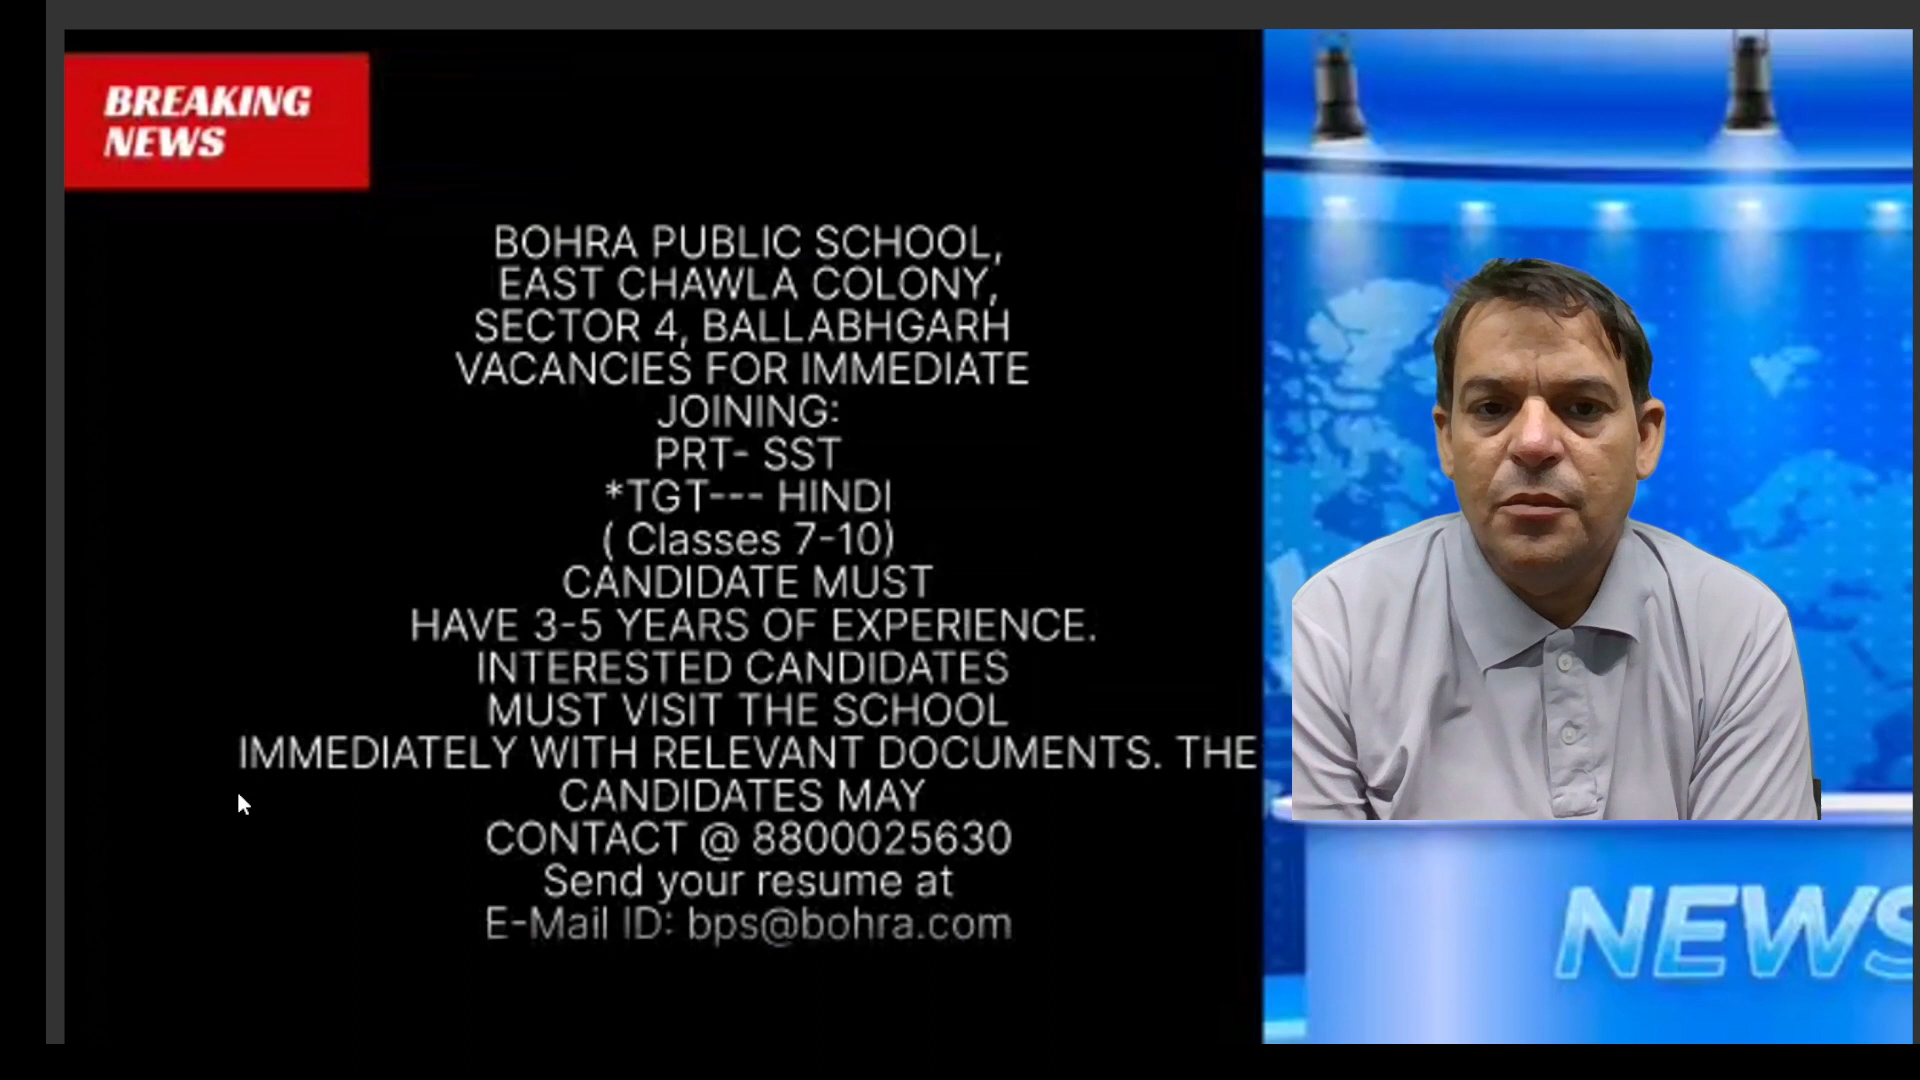 BREAKING
NEWS
BOHRA PUBLIC SCHOOL,
EAST CHAWLA COLONY,
SECTOR 4, BALLABHGARH
VACANCIES FOR IMMEDIATE
JOINING:
PRT- SST
*TGT--- HINDI
( Classes 7-10)
CANDIDATE MUST
HAVE 3-5 YEARS OF EXPERIENCE.
INTERESTED CANDIDATES
MUST VISIT THE SCHOOL
IMMEDIATELY WITH RELEVANT DOCUMENTS. THE
CANDIDATES MAY
CONTACT @ 8800025630
Send your resume at
E-Mail ID: bps@bohra.com
NEWS